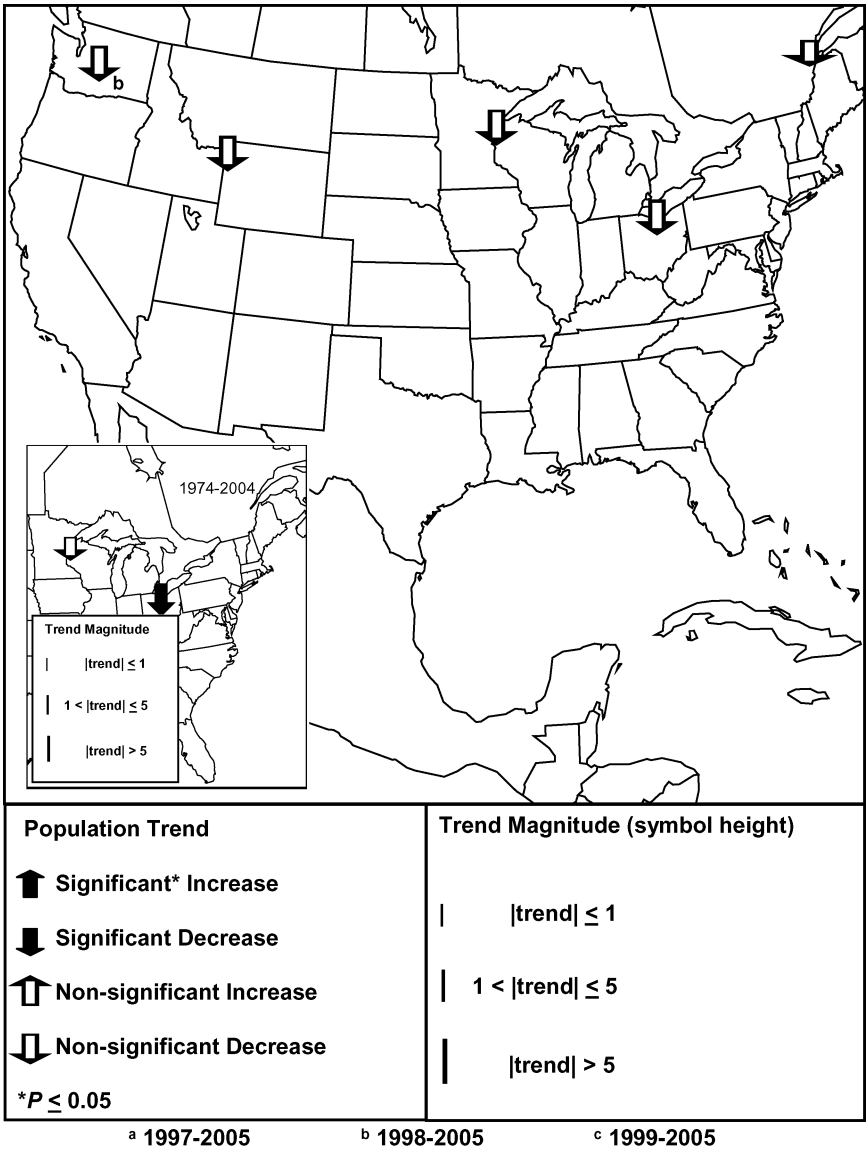 b
1974-2004
Trend Magnitude
|trend| ≤ 1
1 < |trend| ≤ 5
|trend| > 5
Population Trend
Significant* Increase
Significant Decrease
Non-significant Increase
Non-significant Decrease
*P ≤ 0.05
Trend Magnitude (symbol height)
|trend| ≤ 1
1 < |trend| ≤ 5
|trend| > 5
a 1997-2005 b 1998-2005 c 1999-2005